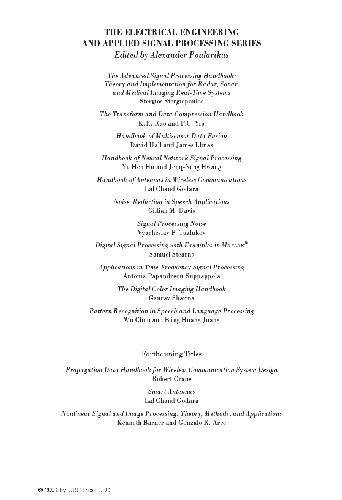 THE ELECTRICAL ENGINEERING
AND APPLIED SIGNAL PROCESSING SERIES
Edited by Alexander Poularikas
The Advanced Signal Processing Handbook:
Theory and Implementation for Radar, Sonar,
and Medical Imaging Real-Time Systems
Stergios Stergiopoulos
The Transform and Data Compression Handbook
K.R. Rao and P.C. Yip
Handbook of Multisensor Data Fusion
David Hall and James Llinas
Handbook of Neural Network Signal Processing
Yu Hen Hu and Jenq-Neng Hwang
Handbook of Antennas in Wireless Communications
Lal Chand Godara
Noise Reduction in Speech Applications
Gillian M. Davis
Signal Processing Noise
Vyacheslav P. Tuzlukov
Digital Signal Processing with Examples in MATLAB®
Samuel Stearns
Applications in Time-Frequency Signal Processing
Antonia Papandreou-Suppappola
The Digital Color Imaging Handbook
Gaurav Sharma
Pattern Recognition in Speech and Language Processing
Wu Chou and Biing-Hwang Juang
Forthcoming Titles
Propagation Data Handbook for Wireless Communication System Design
Robert Crane
Smart Antennas
Lal Chand Godara
Nonlinear Signal and Image Processing: Theory, Methods, and Applications
Kenneth Barner and Gonzalo R. Arce
by CRC Press LLC